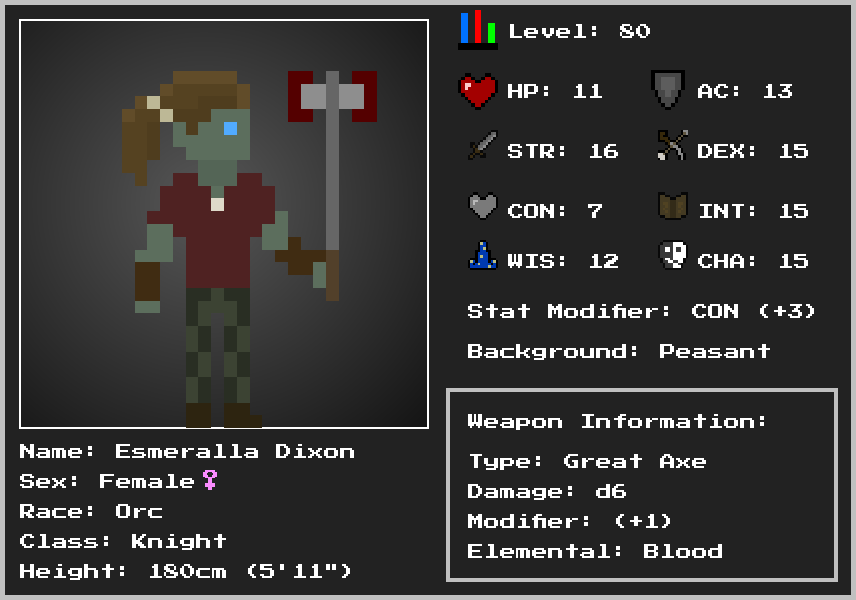 Level: 80
HP: 11 AC: 13
STR: 16 DEX: 15
CON: 7 INT: 15
WIS: 12 CHA: 15
Stat Modifier: CON (+3)
Background: Peasant
Weapon Information:
Type: Great Axe
Damage: d6
Modifier: (+1)
Elemental: Blood
Name: Esmeralla Dixon
Sex: Female♀
Race: Orc
Class: Knight
Height: 180cm (5'11")